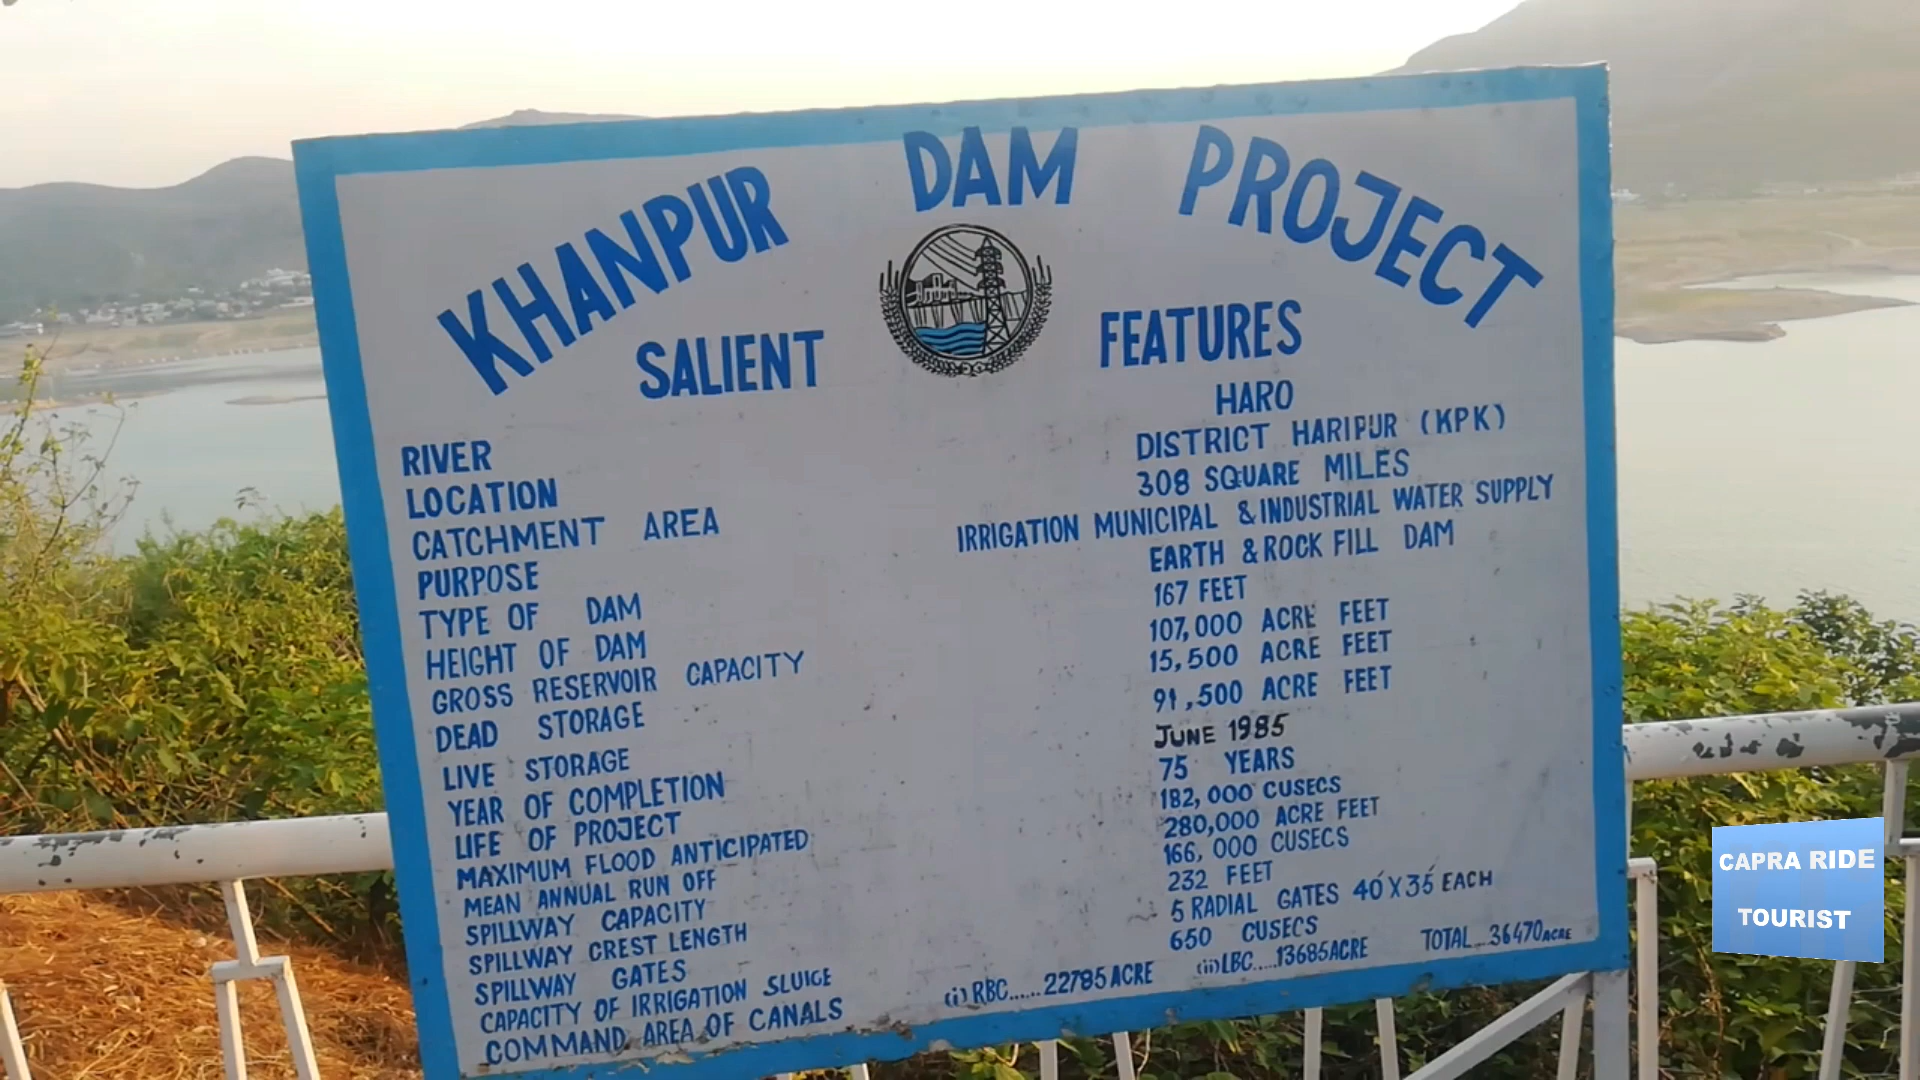 KHANPUR DAM PROJECT
SALIENT FEATURES
RIVER HARO
LOCATION DISTRICT HARIPUR (KPK)
CATCHMENT AREA 308 SQUARE MILES
PURPOSE IRRIGATION MUNICIPAL & INDUSTRIAL WATER SUPPLY
TYPE OF DAM EARTH & ROCK FILL DAM
HEIGHT OF DAM 167 FEET
GROSS RESERVOIR CAPACITY 107,000 ACRE FEET
DEAD STORAGE 15,500 ACRE FEET
LIVE STORAGE 91,500 ACRE FEET
YEAR OF COMPLETION JUNE 1985
LIFE OF PROJECT 75 YEARS
MAXIMUM FLOOD ANTICIPATED 182,000 CUSECS
MEAN ANNUAL RUN OFF 280,000 ACRE FEET
SPILLWAY CAPACITY 166,000 CUSECS
SPILLWAY CREST LENGTH 232 FEET
SPILLWAY GATES 5 RADIAL GATES 40'X35' EACH
CAPACITY OF IRRIGATION SLUICE 650 CUSECS
COMMAND AREA OF CANALS (i) RBC......22785 ACRE (ii) LBC....13685 ACRE TOTAL...36470 ACRE
CAPRA RIDE
TOURIST